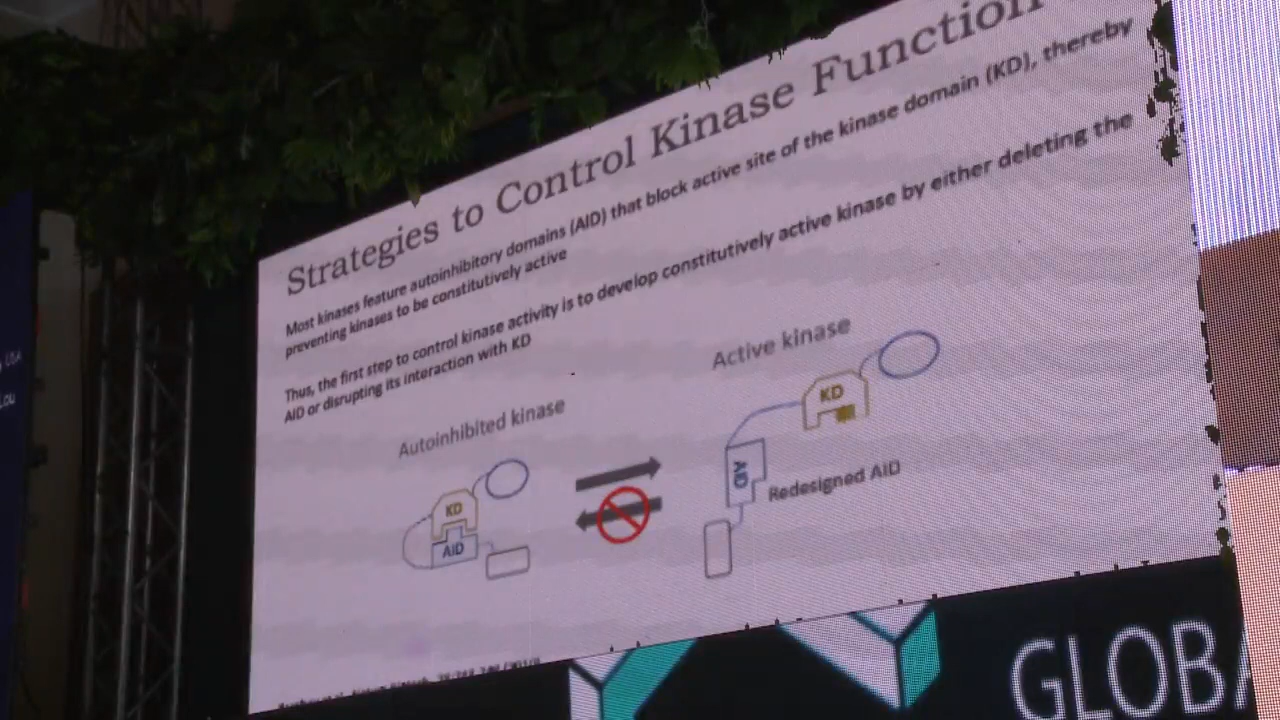 Strategies to Control Kinase Function
Most kinases feature autoinhibitory domains (AID) that block active site of the kinase domain (KD), thereby
preventing kinases to be constitutively active
Thus, the first step to control kinase activity is to develop constitutively active kinase by either deleting the
AID or disrupting its interaction with KD
Autoinhibited kinase
Active kinase
KD
AID
KD
AID
Redesigned AID
GLOBA
USA
Lou